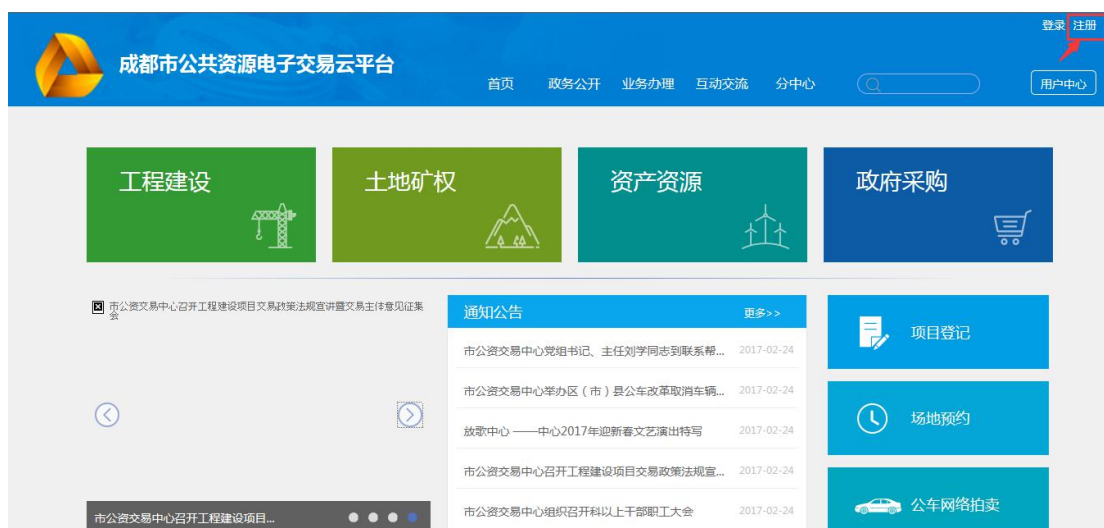 登录 注册
成都市公共资源电子交易云平台
首页 政务公开 业务办理 互动交流 分中心 用户中心
工程建设 土地矿权 资产资源 政府采购
市公资交易中心召开工程建设项目交易政策法规宣讲暨交易主体意见征集
会
通知公告 更多>>
市公资交易中心党组书记、主任刘学同志到联系帮... 2017-02-24
市公资交易中心举办区（市）县公车改革取消车辆... 2017-02-24
放歌中心 ——中心2017年迎新春文艺演出特写 2017-02-24
市公资交易中心召开工程建设项目交易政策法规宣... 2017-02-24
市公资交易中心组织召开科以上干部职工大会 2017-02-24
市公资交易中心召开工程建设项目...
项目登记
场地预约
公车网络拍卖